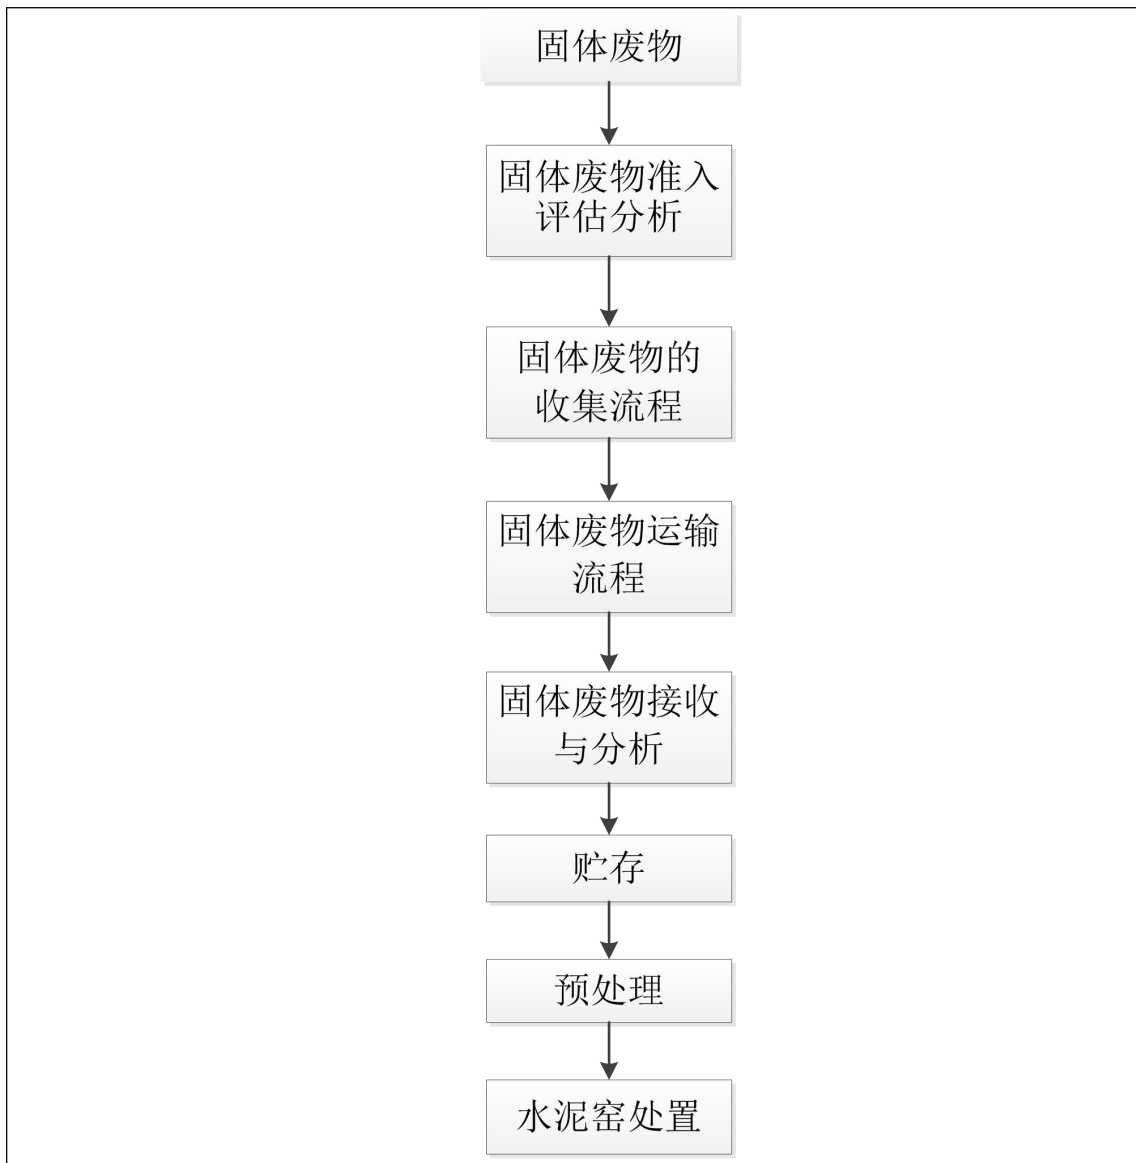 固体废物
固体废物准入
评估分析
固体废物的
收集流程
固体废物运输
流程
固体废物接收
与分析
贮存
预处理
水泥窑处置